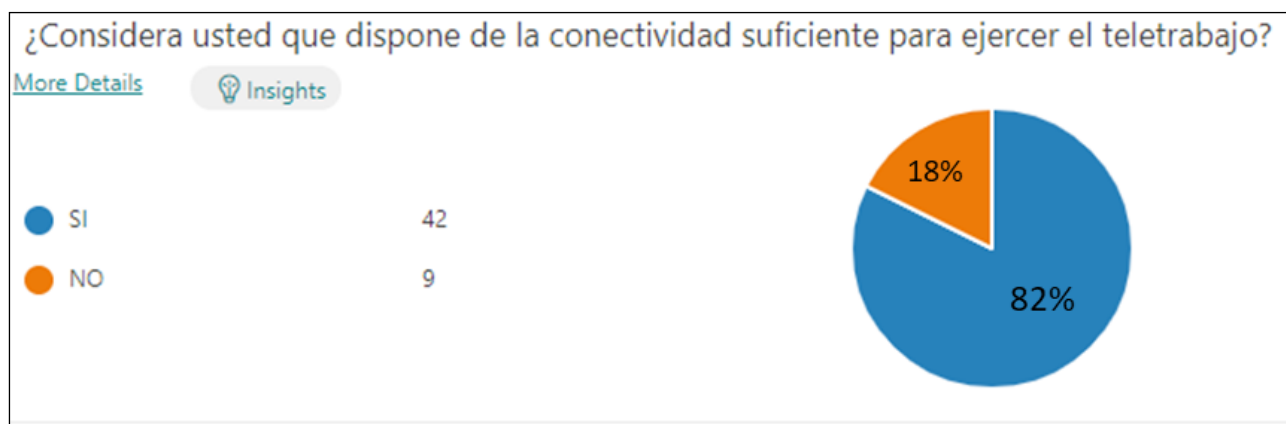 ¿Considera usted que dispone de la conectividad suficiente para ejercer el teletrabajo?
More Details Insights
SI 42
NO 9
18%
82%